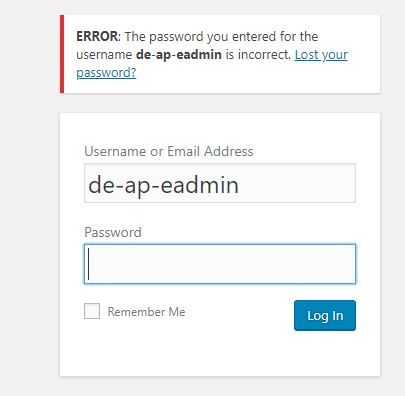 ERROR: The password you entered for the
username de-ap-eadmin is incorrect. Lost your
password?
Username or Email Address
de-ap-eadmin
Password
Remember Me
Log In